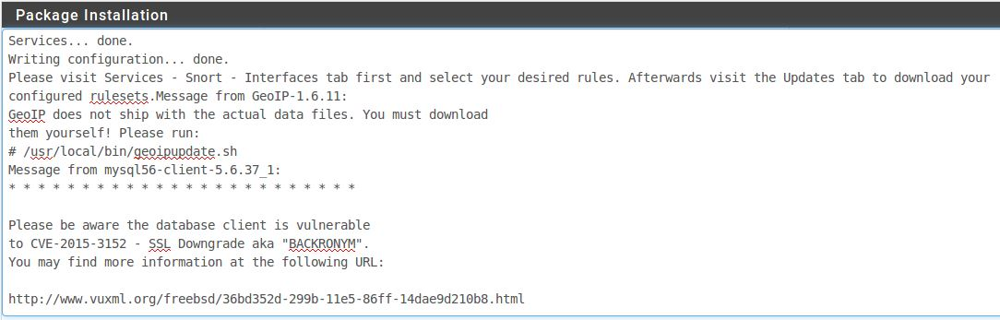 Package Installation
Services... done.
Writing configuration... done.
Please visit Services - Snort - Interfaces tab first and select your desired rules. Afterwards visit the Updates tab to download your
configured rulesets.Message from GeoIP-1.6.11:
GeoIP does not ship with the actual data files. You must download
them yourself! Please run:
# /usr/local/bin/geoipupdate.sh
Message from mysql56-client-5.6.37_1:
* * * * * * * * * * * * * * * * * * * * * * * *
Please be aware the database client is vulnerable
to CVE-2015-3152 - SSL Downgrade aka "BACKRONYM".
You may find more information at the following URL:
http://www.vuxml.org/freebsd/36bd352d-299b-11e5-86ff-14dae9d210b8.html